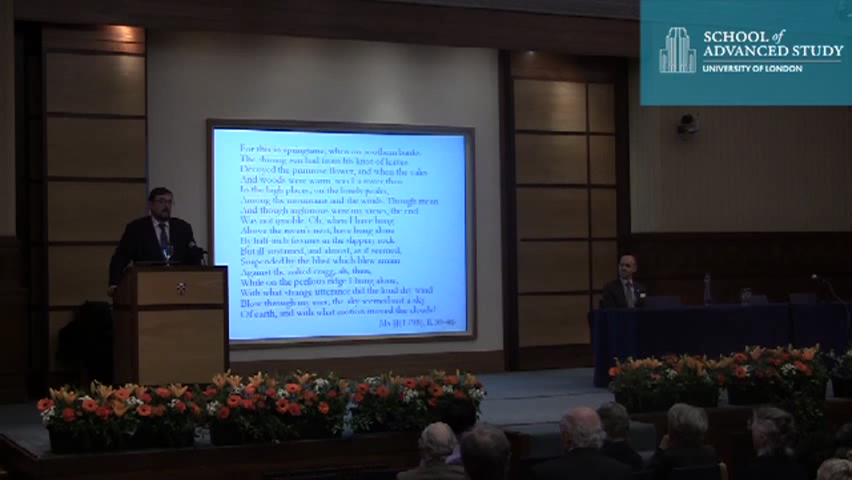 SCHOOL of
ADVANCED STUDY
UNIVERSITY OF LONDON
For this in springtime, when on southern banks
The shining sun had from his knot of leaves
Decoyed the primrose flower, and when the vales
And woods were warm, was I a rover then
In the high places, on the lonely peaks,
Among the mountains and the winds. Though mean
And though inglorious were my views, the end
Was not ignoble. Oh, when I have hung
Above the raven's nest, have hung alone
By half-inch fissures in the slippery rock
But ill sustained, and almost, as it seemed,
Suspended by the blast which blew amain
Against the naked cragg, ah, then,
While on the perilous ridge I hung alone,
With what strange utterance did the loud dry wind
Blow through my ears, the sky seemed not a sky
Of earth, and with what motion moved the clouds!